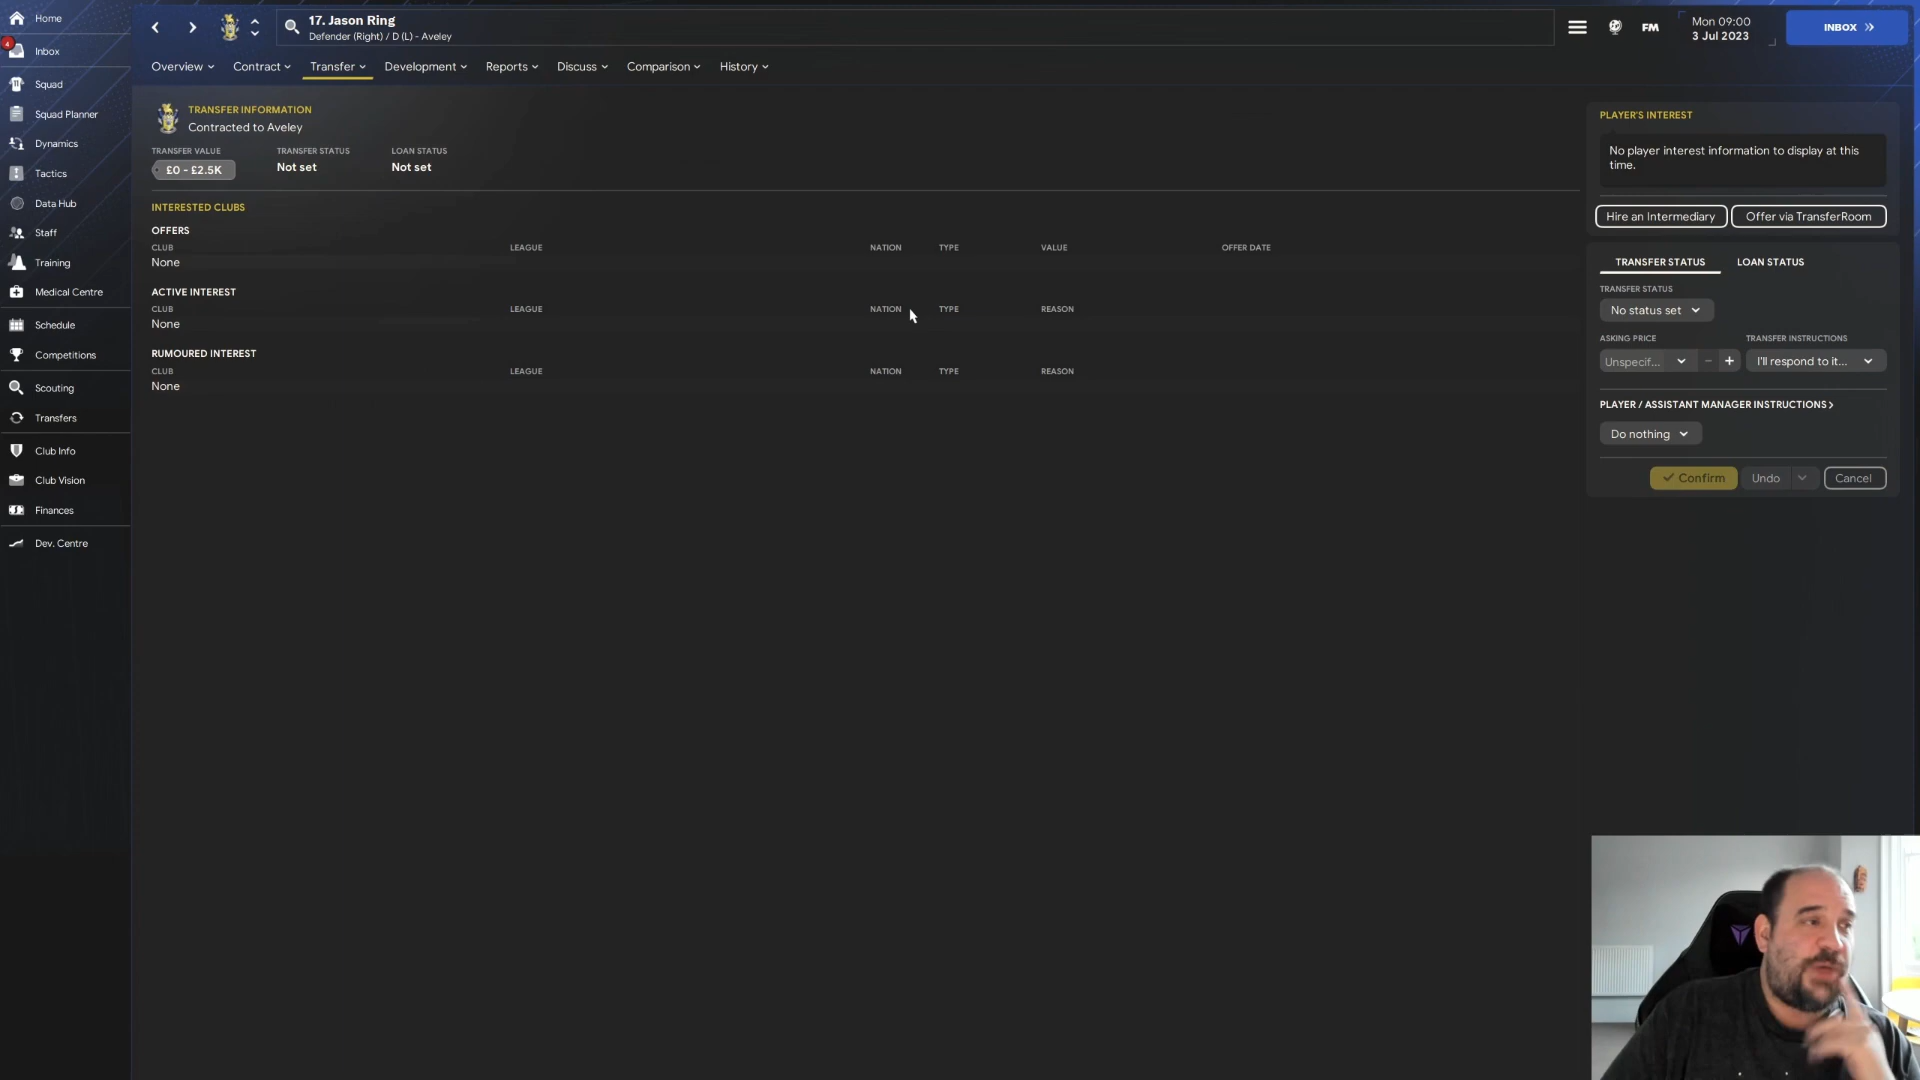 Home
4
Inbox
Squad
Squad Planner
Dynamics
Tactics
Data Hub
Staff
Training
Medical Centre
Schedule
Competitions
Scouting
Transfers
Club Info
Club Vision
Finances
Dev. Centre
17. Jason Ring
Defender (Right) / D (L) - Aveley
FM
Mon 09:00
3 Jul 2023
INBOX
Overview Contract Transfer Development Reports Discuss Comparison History
TRANSFER INFORMATION
Contracted to Aveley
TRANSFER VALUE TRANSFER STATUS LOAN STATUS
£0 - £2.5K Not set Not set
INTERESTED CLUBS
OFFERS
CLUB LEAGUE NATION TYPE VALUE OFFER DATE
None
ACTIVE INTEREST
CLUB LEAGUE NATION TYPE REASON
None
RUMOURED INTEREST
CLUB LEAGUE NATION TYPE REASON
None
PLAYER'S INTEREST
No player interest information to display at this
time.
Hire an Intermediary Offer via TransferRoom
TRANSFER STATUS LOAN STATUS
TRANSFER STATUS
No status set
ASKING PRICE TRANSFER INSTRUCTIONS
Unspecif... - + I'll respond to it...
PLAYER / ASSISTANT MANAGER INSTRUCTIONS >
Do nothing
Confirm Undo Cancel